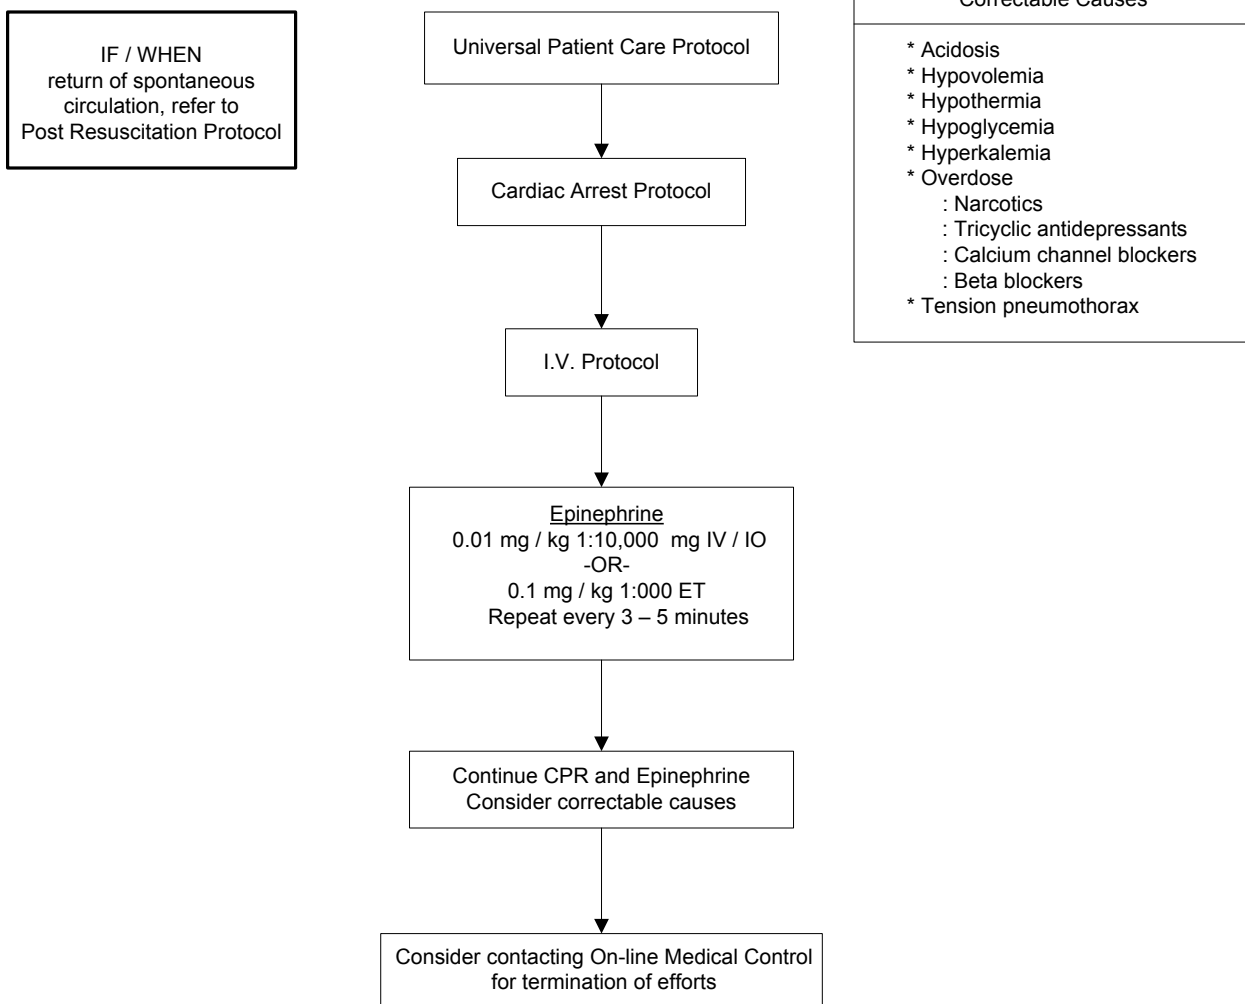 IF / WHEN
return of spontaneous
circulation, refer to
Post Resuscitation Protocol
Universal Patient Care Protocol
Cardiac Arrest Protocol
I.V. Protocol
Epinephrine
0.01 mg / kg 1:10,000  mg IV / IO
-OR-
0.1 mg / kg 1:000 ET
Repeat every 3 – 5 minutes
Continue CPR and Epinephrine
Consider correctable causes
Consider contacting On-line Medical Control
for termination of efforts
Correctable Causes
* Acidosis
* Hypovolemia
* Hypothermia
* Hypoglycemia
* Hyperkalemia
* Overdose
: Narcotics
: Tricyclic antidepressants
: Calcium channel blockers
: Beta blockers
* Tension pneumothorax